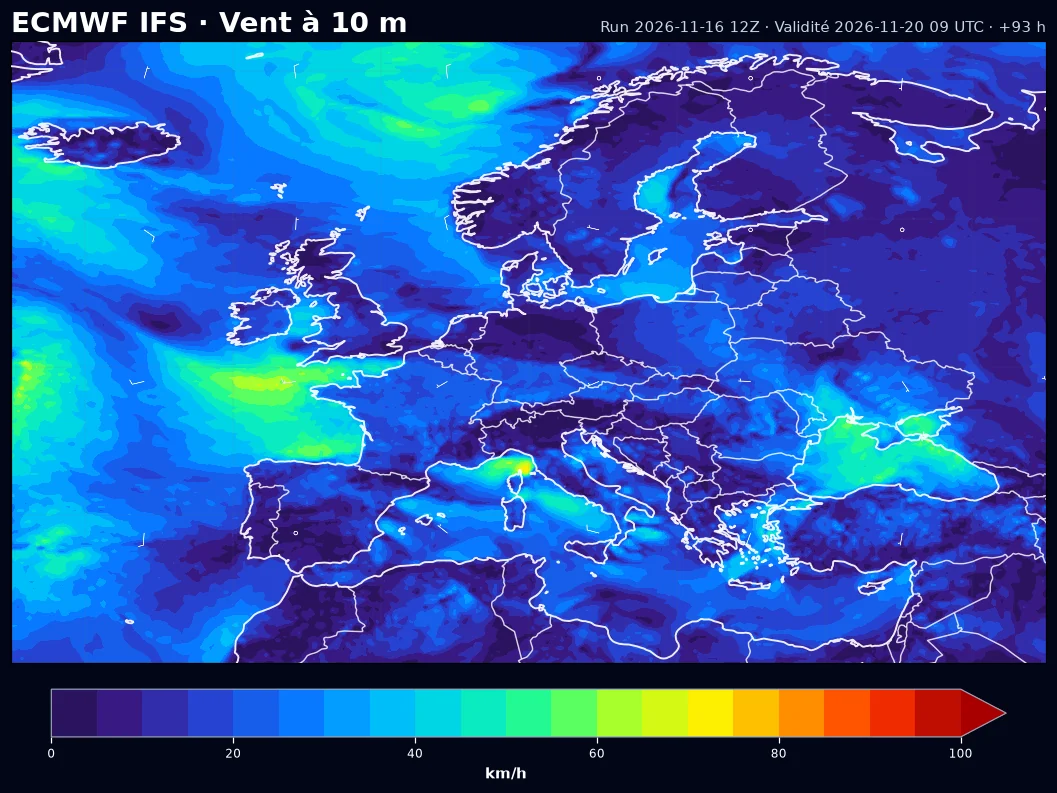 ECMWF IFS · Vent à 10 m
Run 2026-11-16 12Z · Validité 2026-11-20 09 UTC · +93 h
0 20 40 60 80 100
km/h